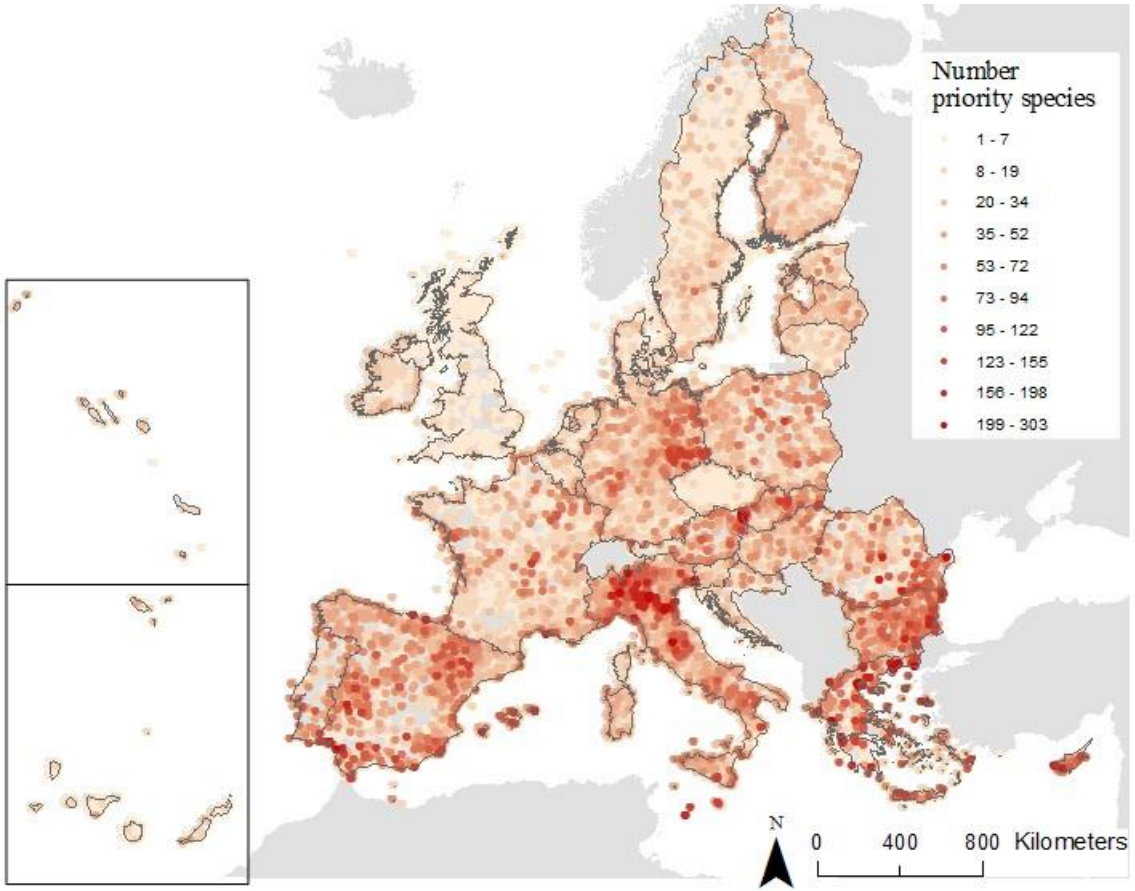 Number
priority species
1 - 7
8 - 19
20 - 34
35 - 52
53 - 72
73 - 94
95 - 122
123 - 155
156 - 198
199 - 303
N
0 400 800 Kilometers